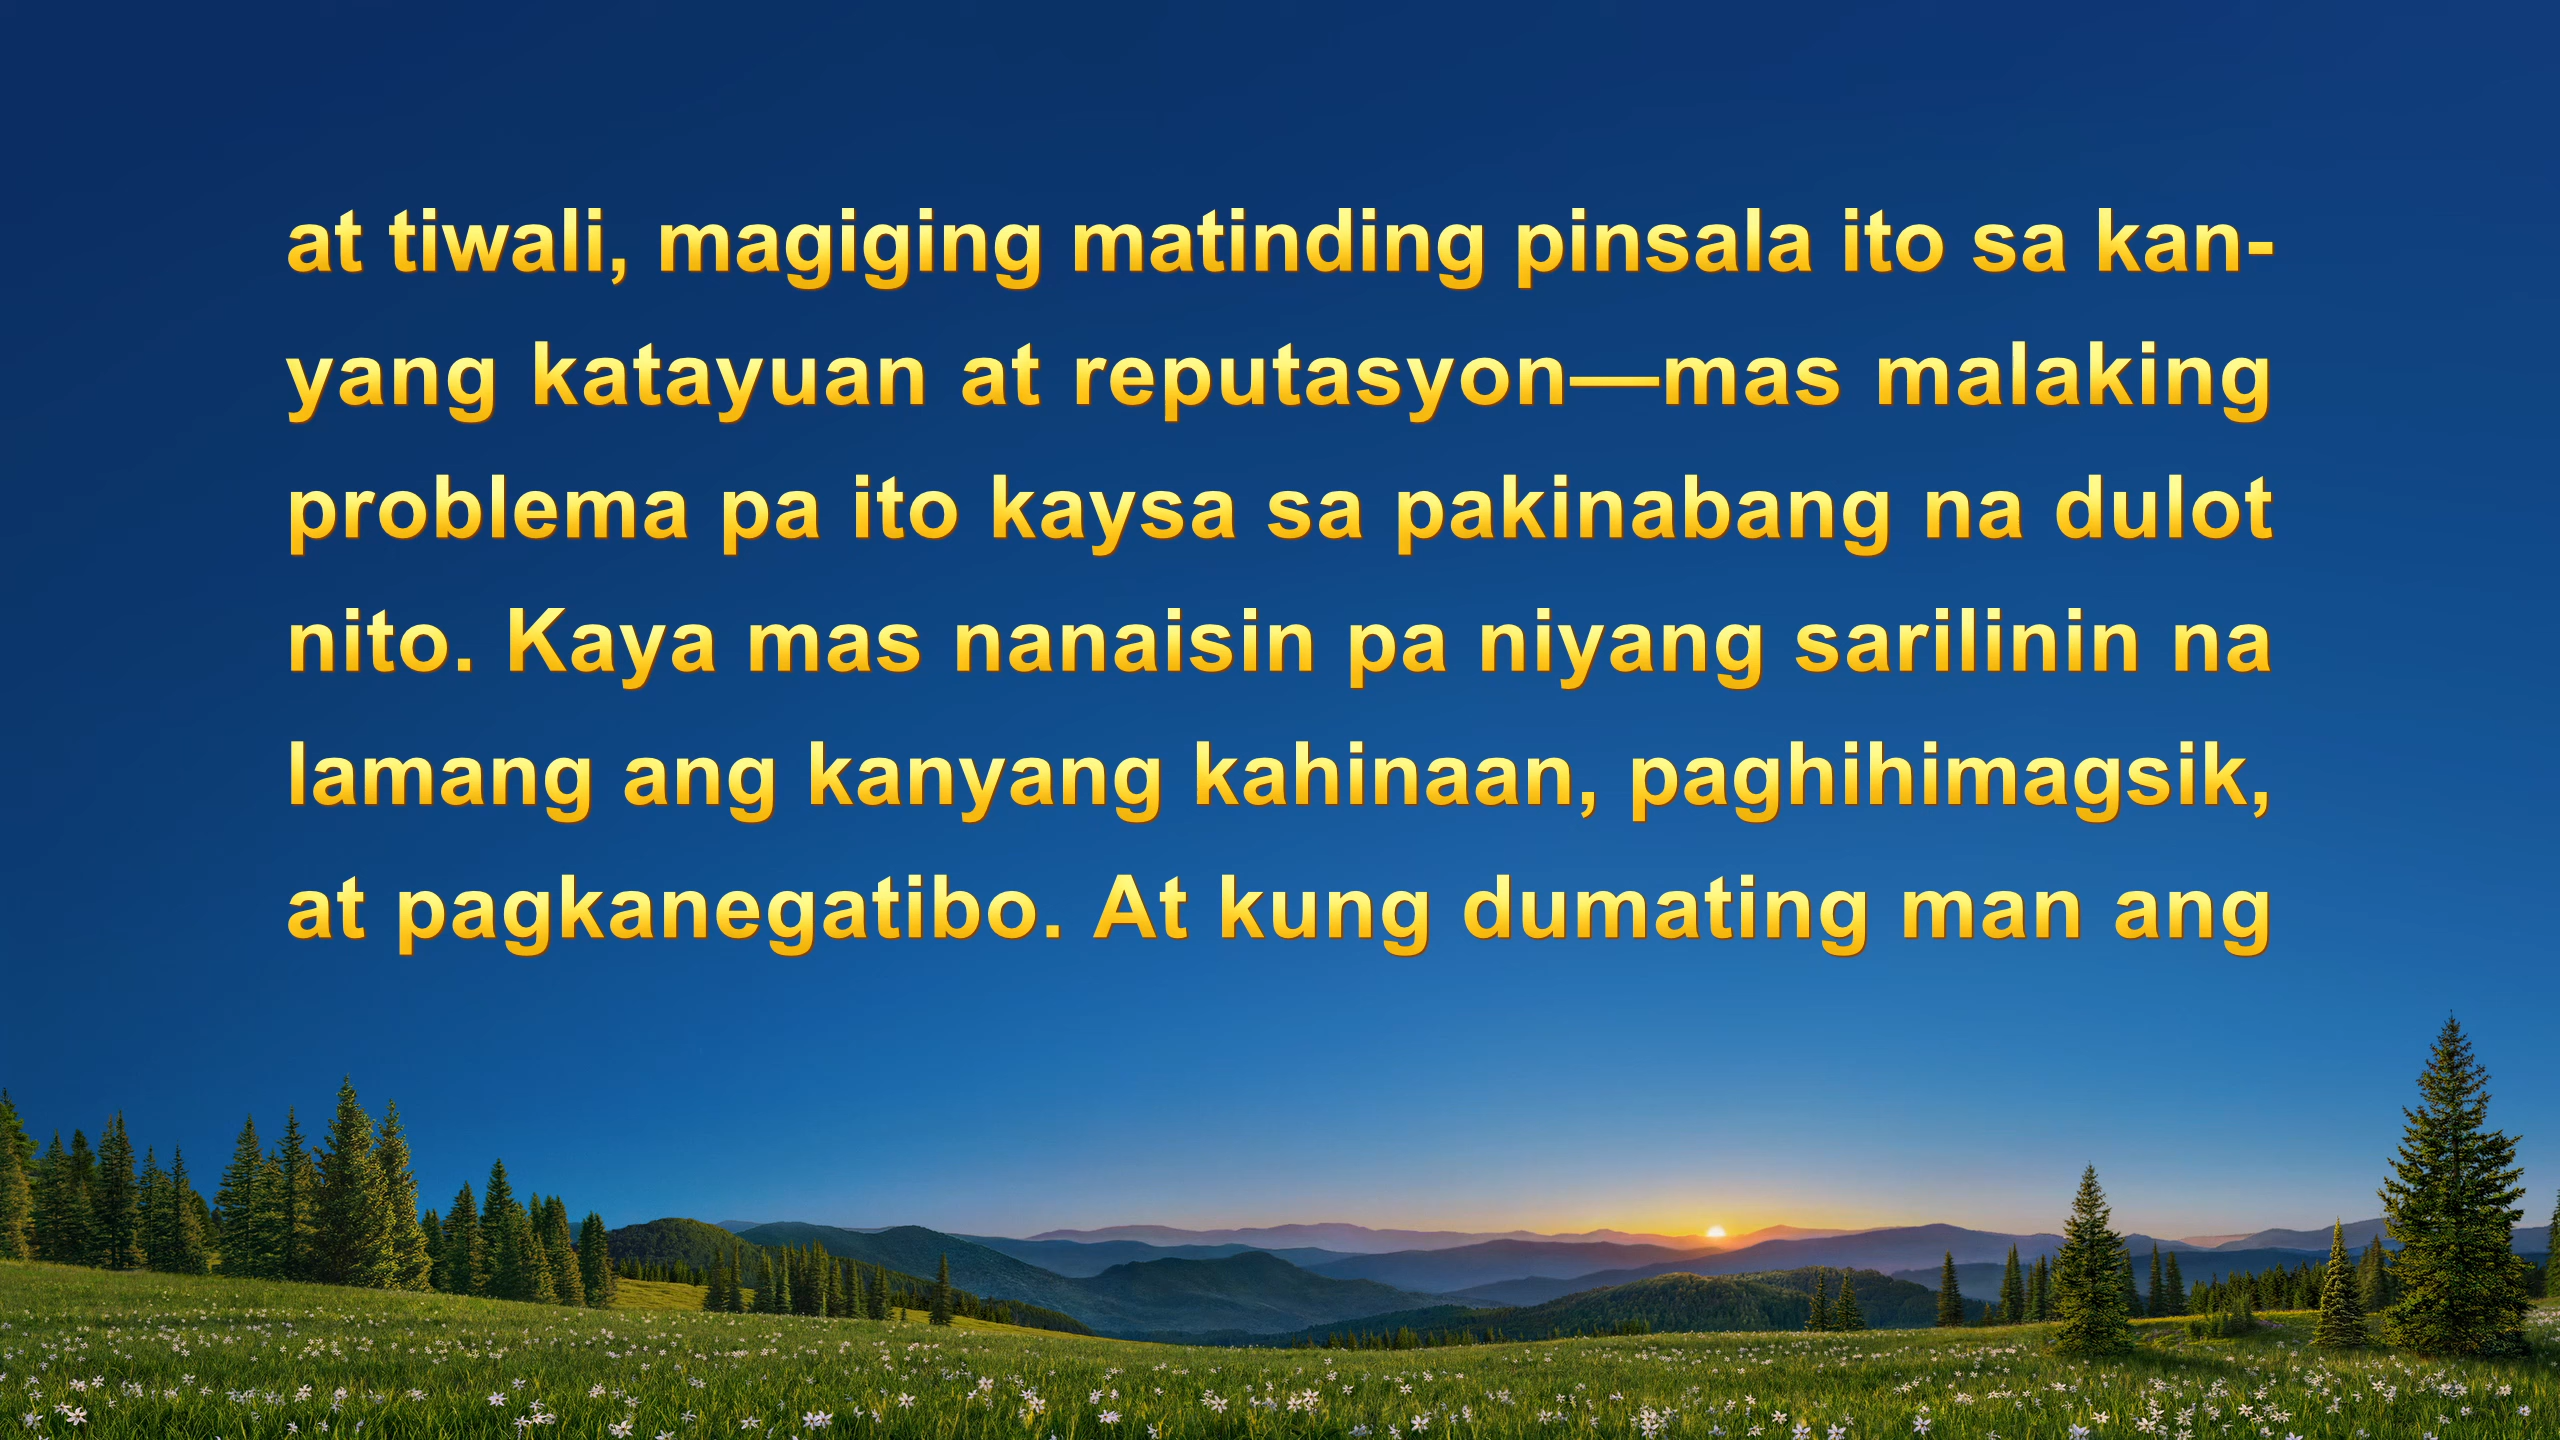 at tiwali, magiging matinding pinsala ito sa kan-
yang katayuan at reputasyon—mas malaking
problema pa ito kaysa sa pakinabang na dulot
nito. Kaya mas nanaisin pa niyang sarilinin na
lamang ang kanyang kahinaan, paghihimagsik,
at pagkanegatibo. At kung dumating man ang